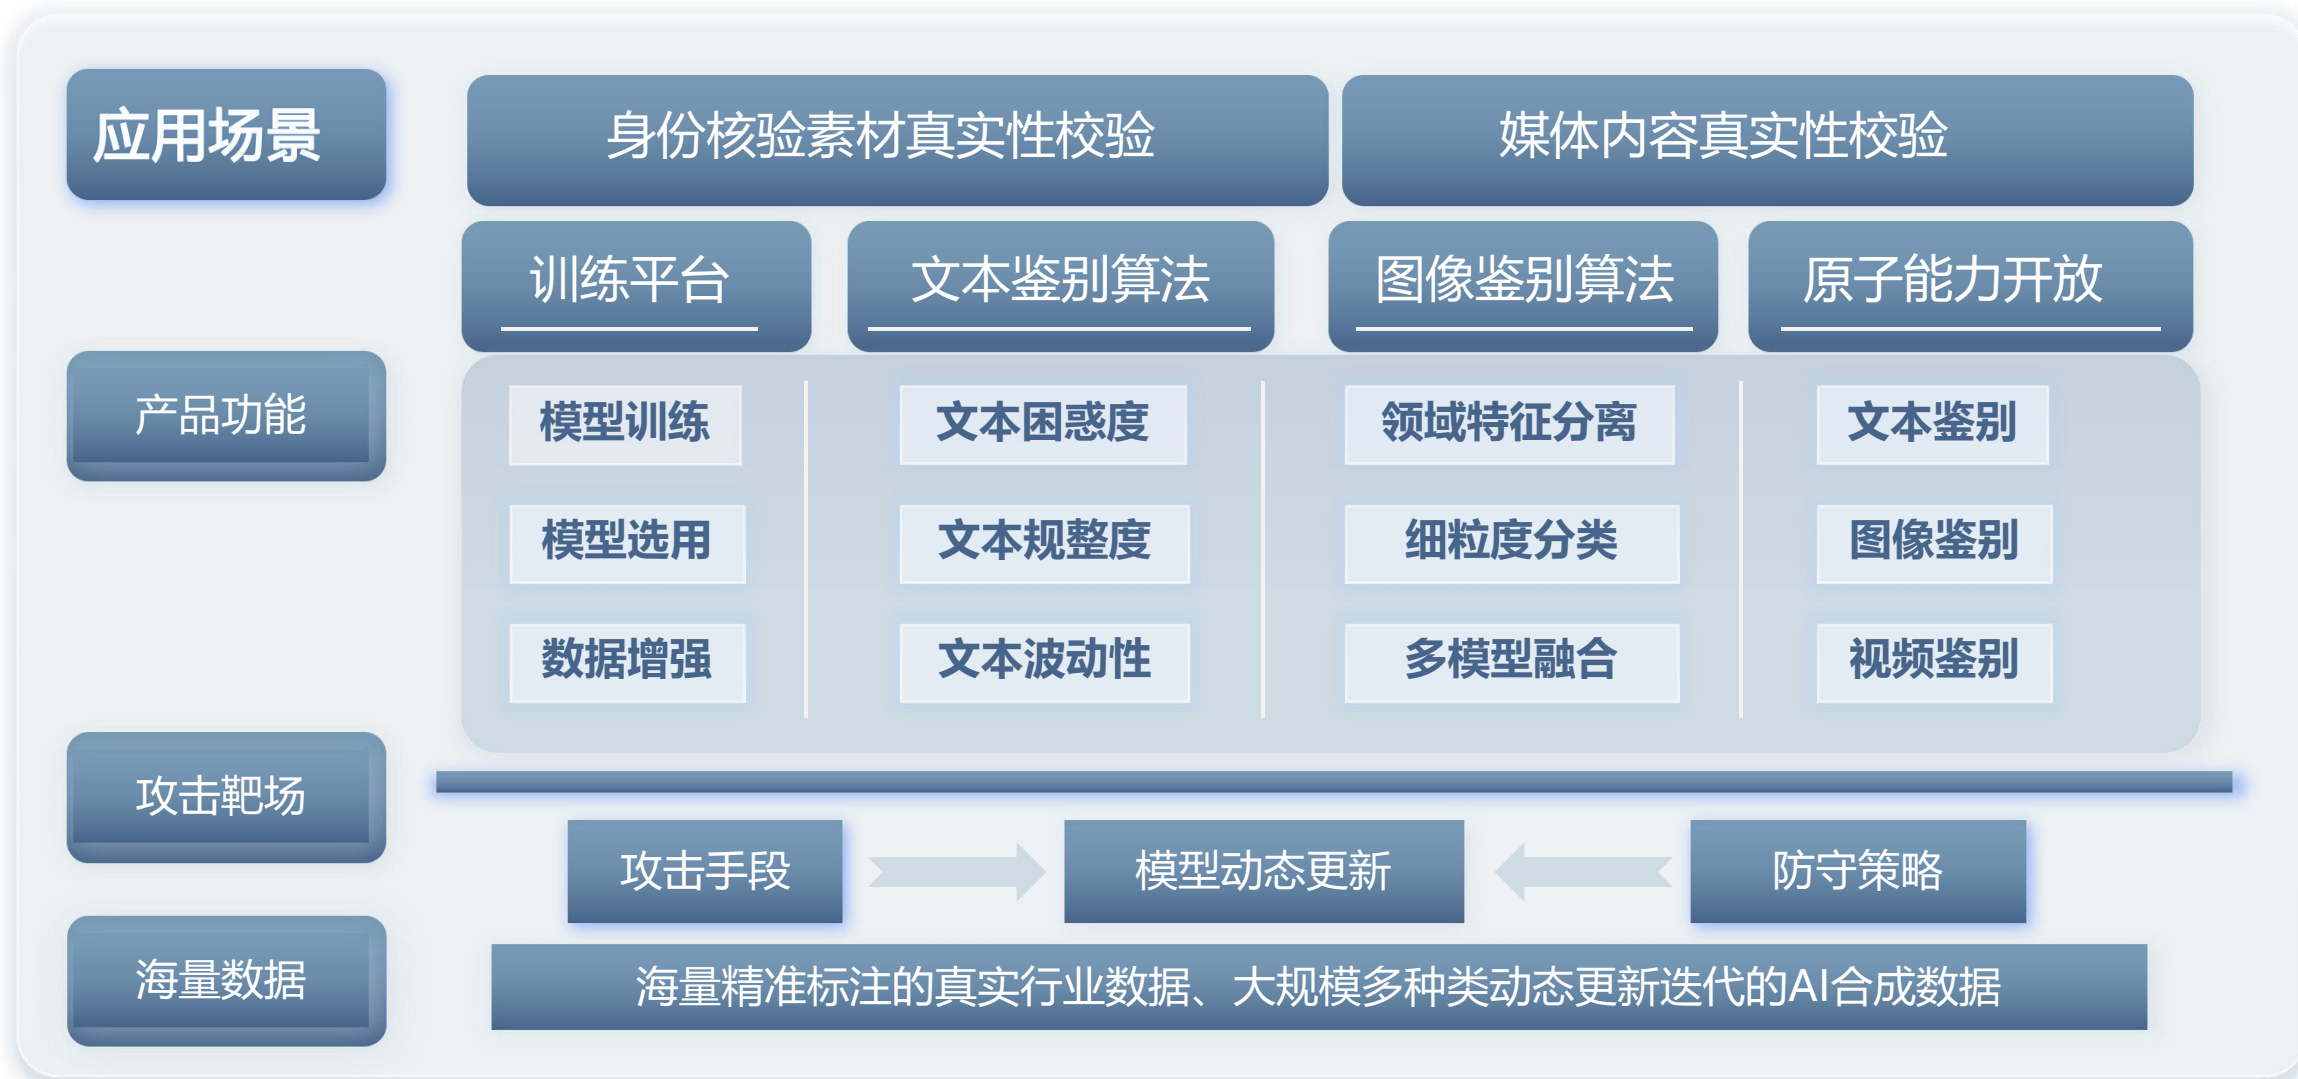 应用场景
身份核验素材真实性校验
媒体内容真实性校验
训练平台
文本鉴别算法
图像鉴别算法
原子能力开放
产品功能
模型训练
文本困惑度
领域特征分离
文本鉴别
模型选用
文本规整度
细粒度分类
图像鉴别
数据增强
文本波动性
多模型融合
视频鉴别
攻击靶场
攻击手段
模型动态更新
防守策略
海量数据
海量精准标注的真实行业数据、大规模多种类动态更新迭代的AI合成数据